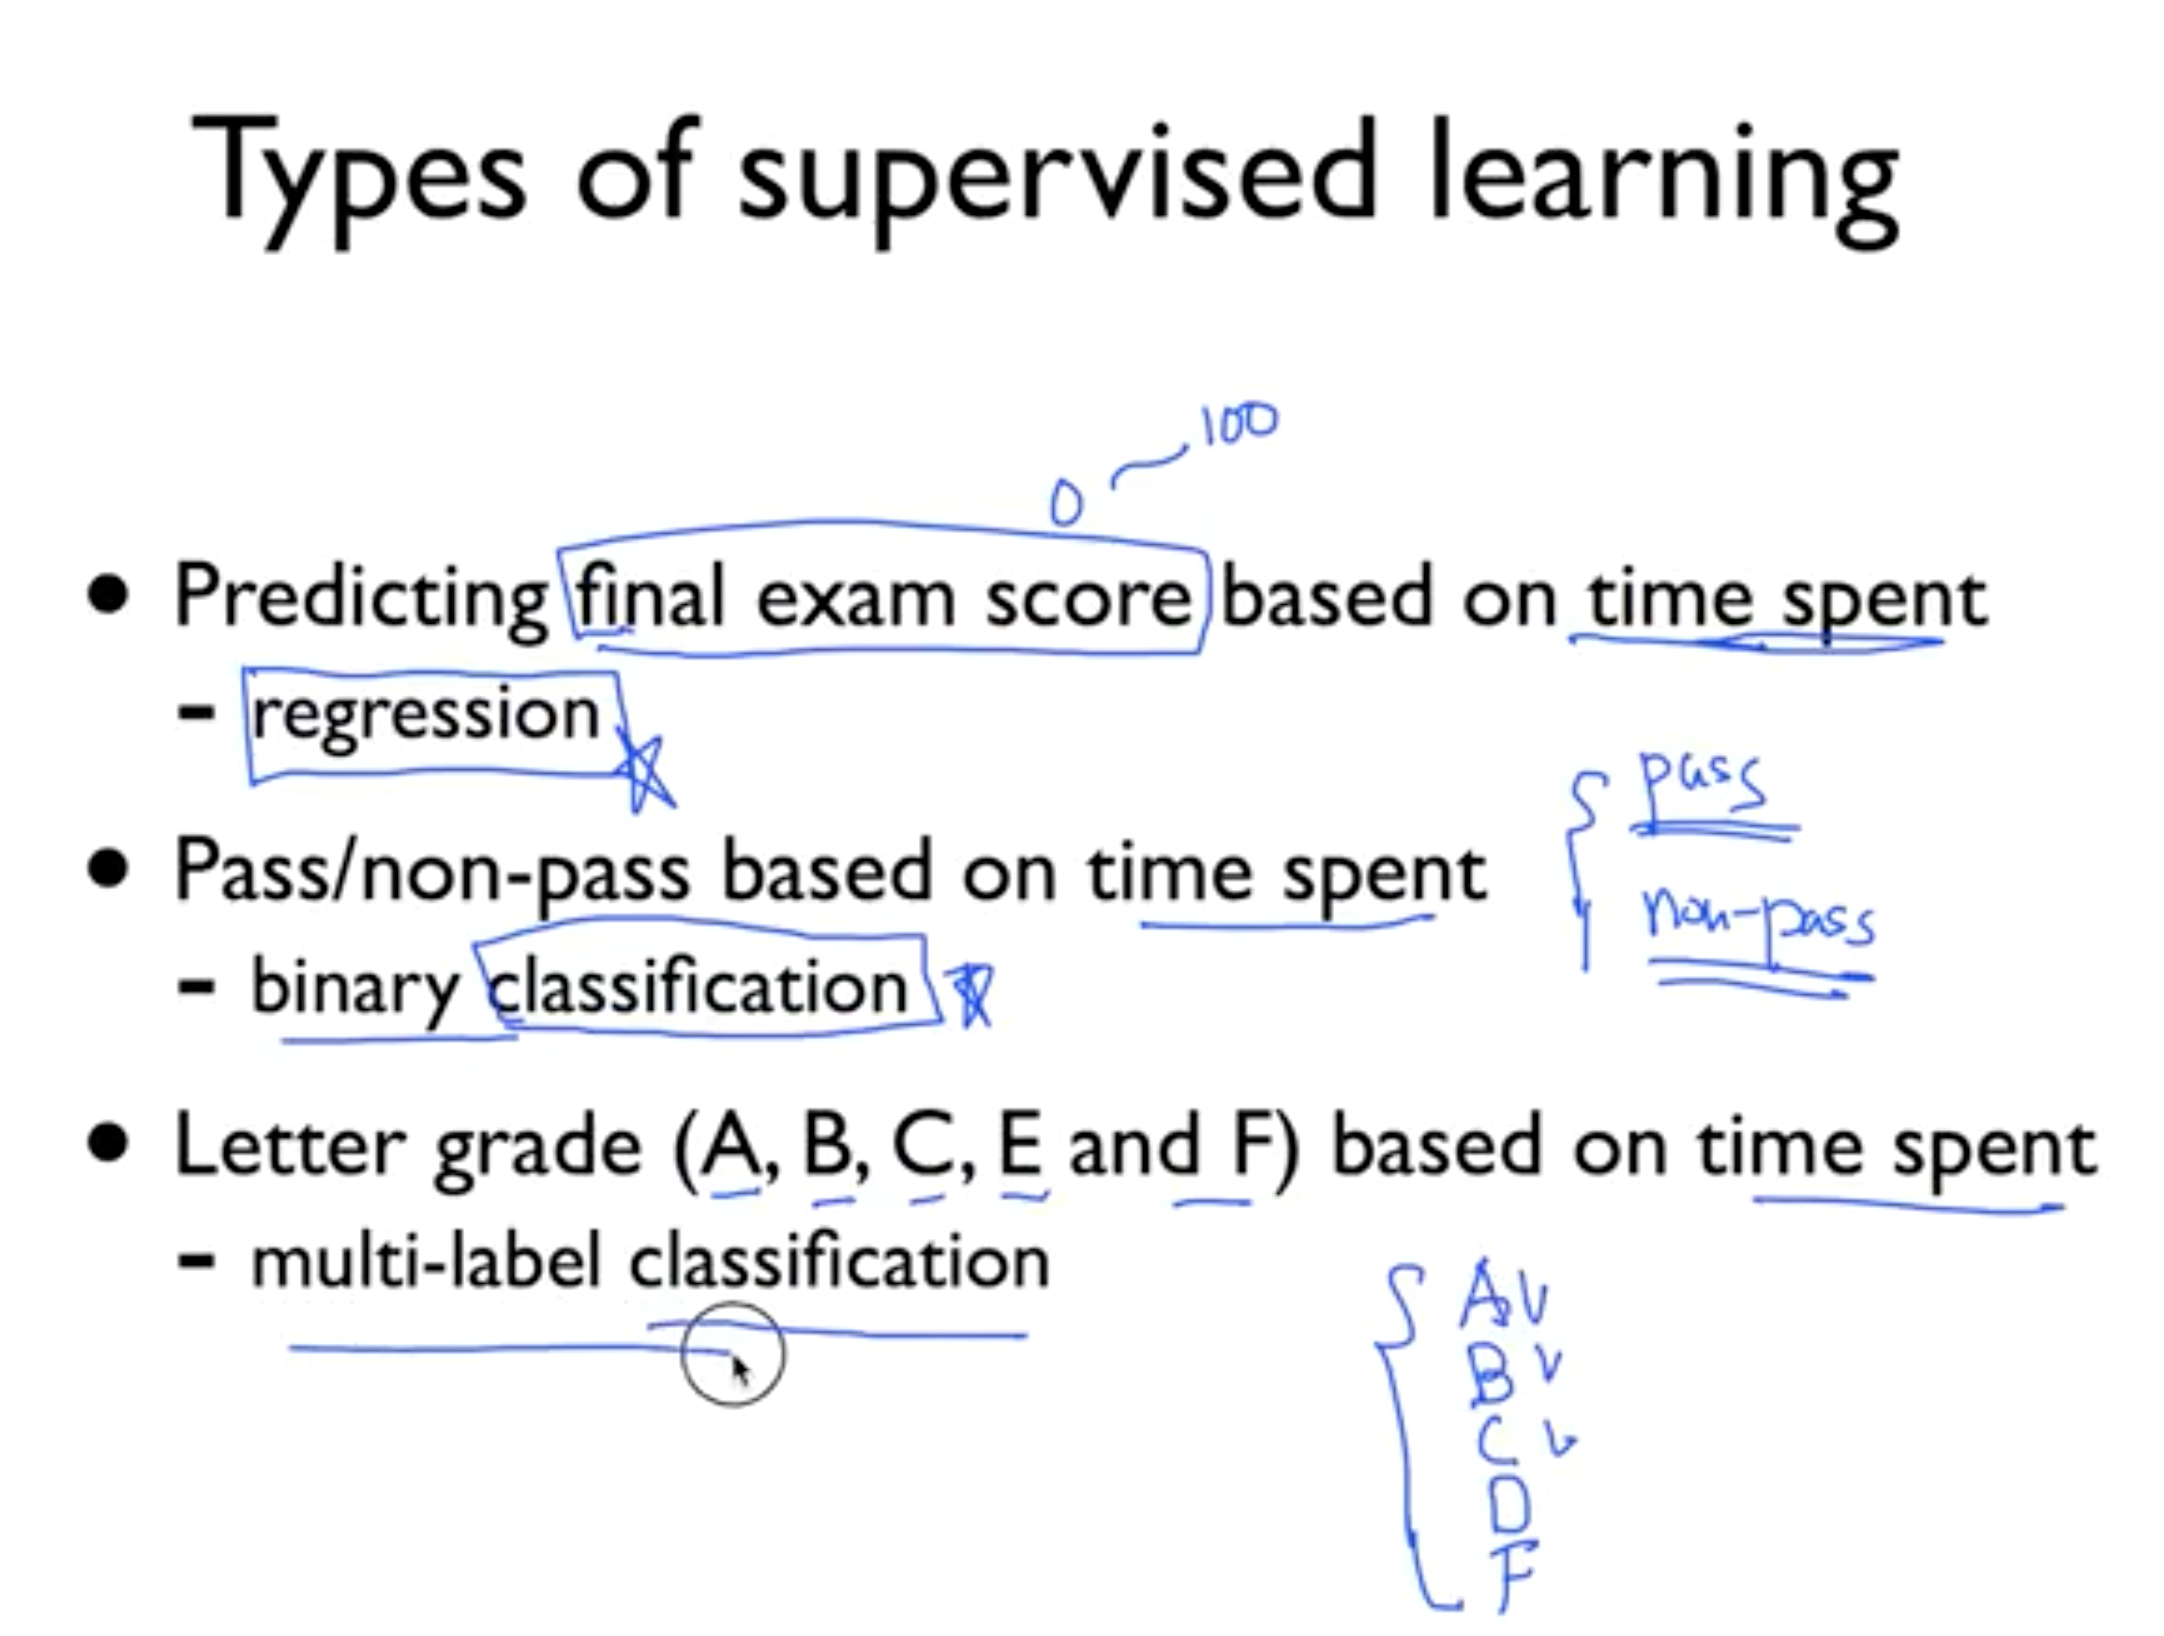 Types of supervised learning
0 ~ 100
• Predicting final exam score based on time spent
- regression
pass
• Pass/non-pass based on time spent
non-pass
- binary classification
• Letter grade (A, B, C, E and F) based on time spent
- multi-label classification
A
B
C
D
F